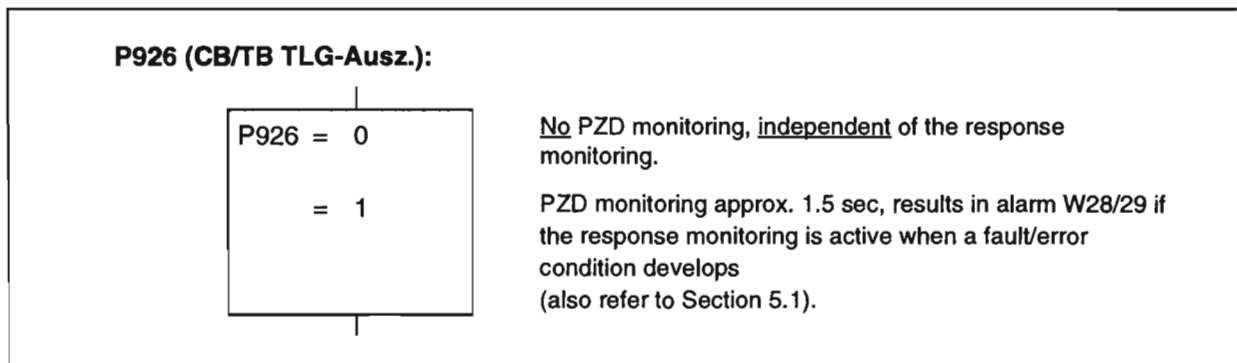 P926 (CB/TB TLG-Ausz.):
P926 = 0
No PZD monitoring, independent of the response
monitoring.
= 1
PZD monitoring approx. 1.5 sec, results in alarm W28/29 if
the response monitoring is active when a fault/error
condition develops
(also refer to Section 5.1).